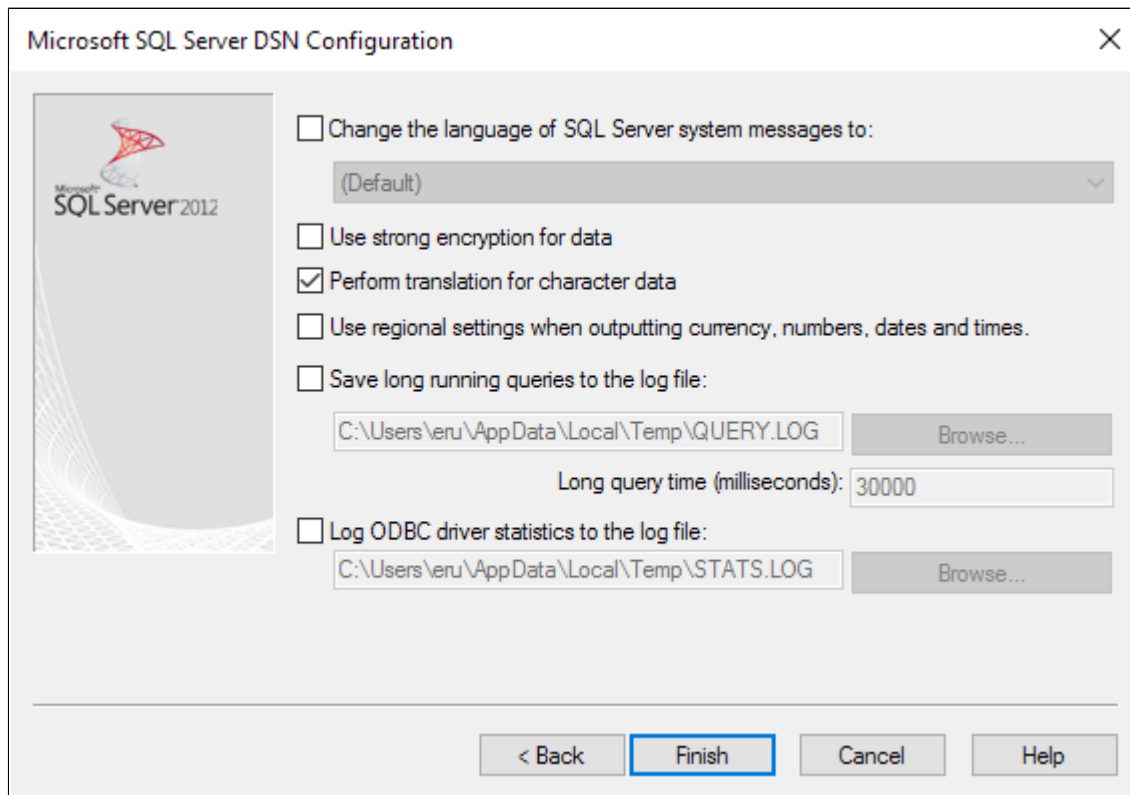 Microsoft SQL Server DSN Configuration
Microsoft
SQL Server 2012
Change the language of SQL Server system messages to:
(Default)
Use strong encryption for data
Perform translation for character data
Use regional settings when outputting currency, numbers, dates and times.
Save long running queries to the log file:
C:\Users\eru\AppData\Local\Temp\QUERY.LOG Browse...
Long query time (milliseconds): 30000
Log ODBC driver statistics to the log file:
C:\Users\eru\AppData\Local\Temp\STATS.LOG Browse...
< Back Finish Cancel Help